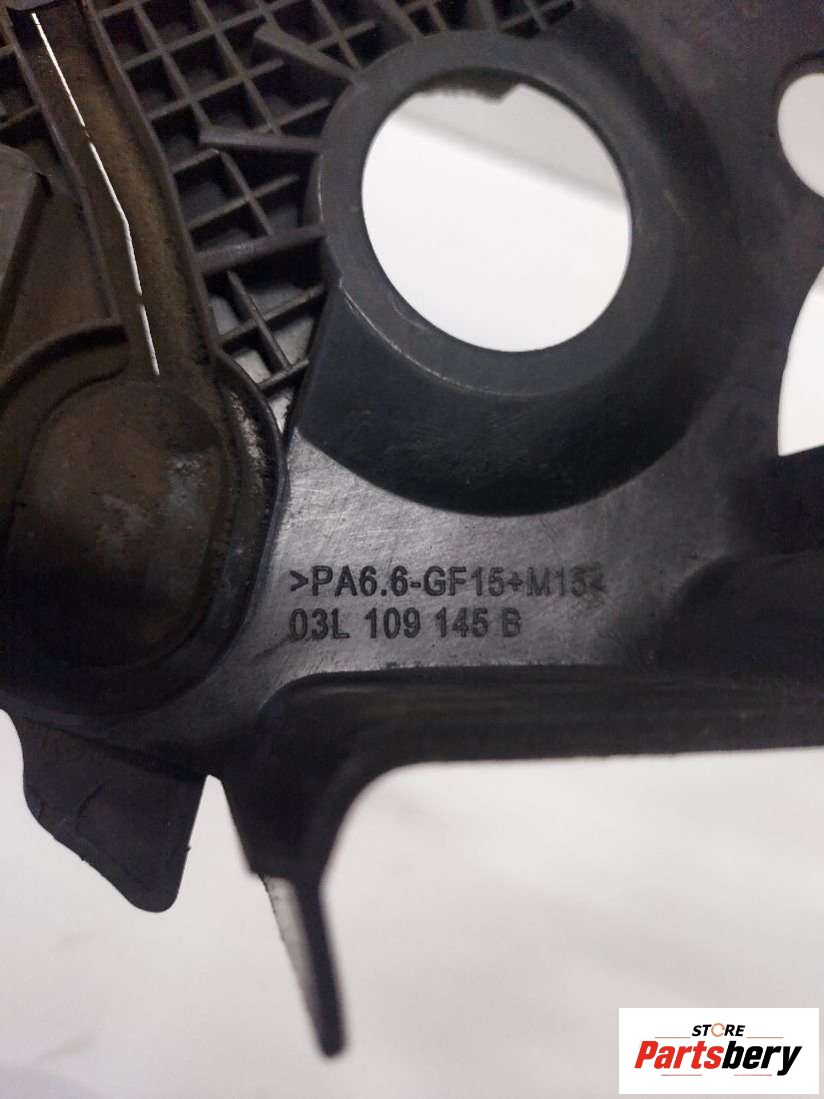 >PA6.6-GF15+M15<
03L 109 145 B
STORE
Partsbery